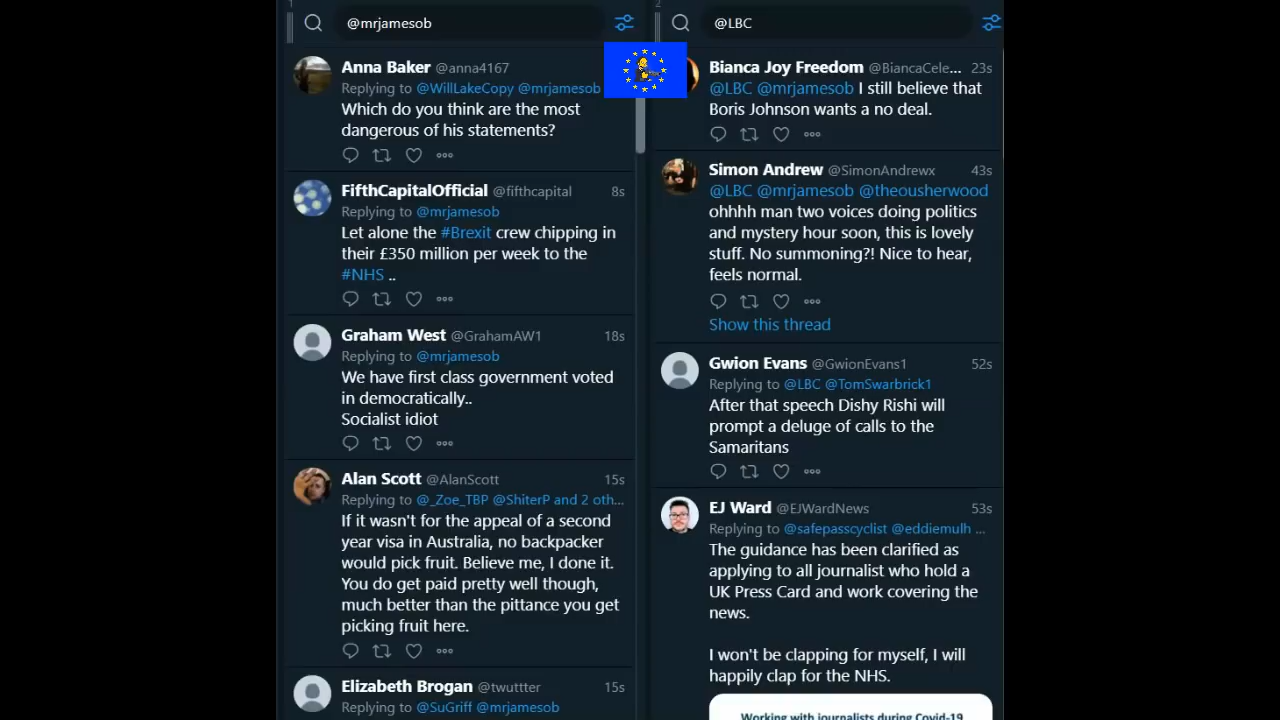 1
@mrjamesob
Anna Baker @anna4167
Replying to @WillLakeCopy @mrjamesob
Which do you think are the most
dangerous of his statements?
FifthCapitalOfficial @fifthcapital 8s
Replying to @mrjamesob
Let alone the #Brexit crew chipping in
their £350 million per week to the
#NHS ..
Graham West @GrahamAW1 18s
Replying to @mrjamesob
We have first class government voted
in democratically..
Socialist idiot
Alan Scott @AlanScott 15s
Replying to @_Zoe_TBP @ShiterP and 2 oth...
If it wasn't for the appeal of a second
year visa in Australia, no backpacker
would pick fruit. Believe me, I done it.
You do get paid pretty well though,
much better than the pittance you get
picking fruit here.
Elizabeth Brogan @twuttter 15s
Replying to @SuGriff @mrjamesob
2
@LBC
Bianca Joy Freedom @BiancaCele... 23s
@LBC @mrjamesob I still believe that
Boris Johnson wants a no deal.
Simon Andrew @SimonAndrewx 43s
@LBC @mrjamesob @theousherwood
ohhhh man two voices doing politics
and mystery hour soon, this is lovely
stuff. No summoning?! Nice to hear,
feels normal.
Show this thread
Gwion Evans @GwionEvans1 52s
Replying to @LBC @TomSwarbrick1
After that speech Dishy Rishi will
prompt a deluge of calls to the
Samaritans
EJ Ward @EJWardNews 53s
Replying to @safepasscyclist @eddiemulh ...
The guidance has been clarified as
applying to all journalist who hold a
UK Press Card and work covering the
news.
I won't be clapping for myself, I will
happily clap for the NHS.
Working with journalists during Covid-19